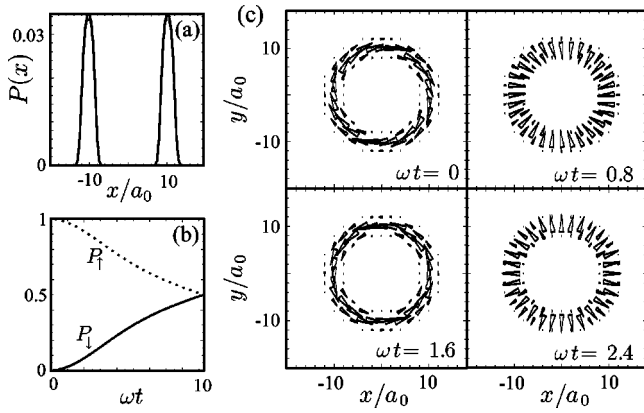 (a)
P(x)
0.03
0
-10
10
x/a₀
(b)
1
0.5
0
P↑
P↓
0
10
ωt
(c)
y/a₀
10
-10
ωt= 0
ωt= 0.8
y/a₀
10
-10
ωt= 1.6
ωt= 2.4
-10
10
x/a₀
-10
10
x/a₀